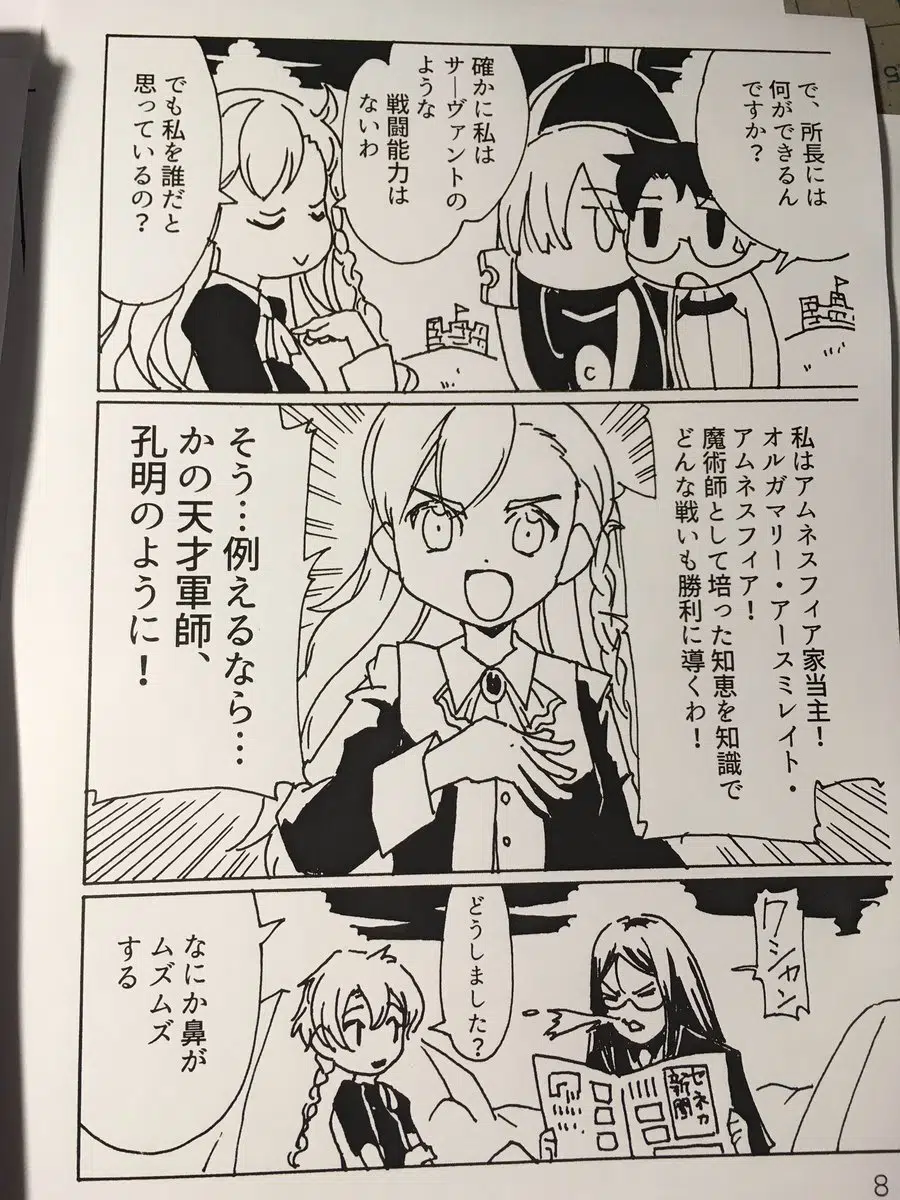 で、所長には
何ができるん
ですか？
確かに私は
サーヴァントの
ような
戦闘能力は
ないわ
でも私を誰だと
思っているの？
C
私はアムネスフィア家当主！
オルガマリー・アースミレイト・
アムネスフィア！
魔術師として培った知恵を知識で
どんな戦いも勝利に導くわ！
そう…例えるなら…
かの天才軍師、
孔明のように！
ワシャン
セネカ
新聞
どうしました？
なにか鼻が
ムズムズ
する
8